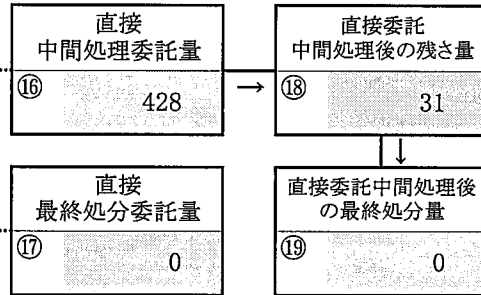 直接
中間処理委託量
⑯
428
→
直接委託
中間処理後の残さ量
⑱
31
↓
直接
最終処分委託量
⑰
0
直接委託中間処理後
の最終処分量
⑲
0